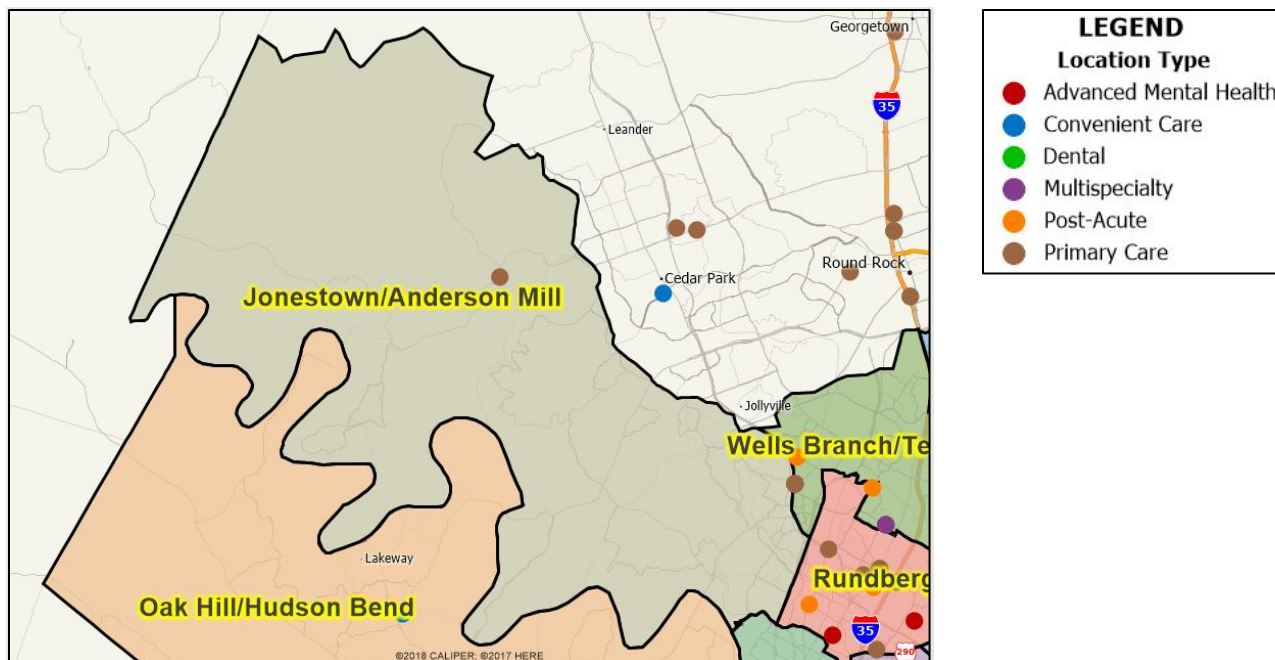 Georgetown
35
Leander
Cedar Park
Round Rock
Jonestown/Anderson Mill
Jollyville
Wells Branch/Te
Lakeway
Rundberg
Oak Hill/Hudson Bend
35
290
©2018 CALIPER; ©2017 HERE
LEGEND
Location Type
Advanced Mental Health
Convenient Care
Dental
Multispecialty
Post-Acute
Primary Care